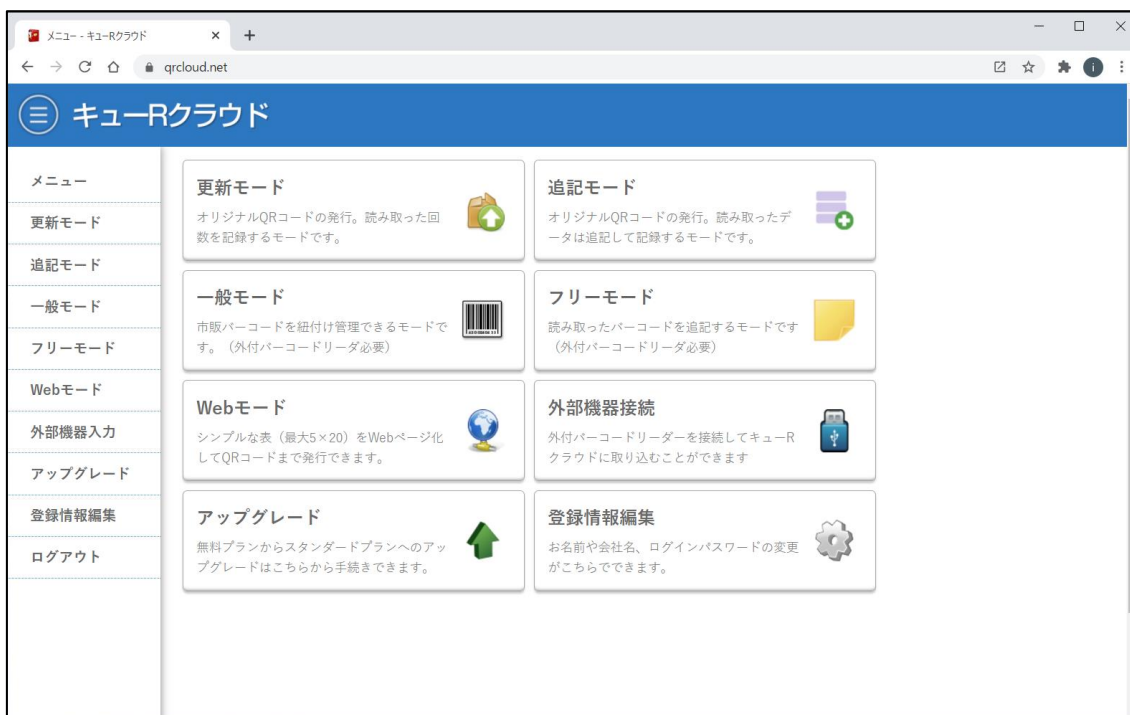 メニュー - キューRクラウド
qrcloud.net
i
キューRクラウド
メニュー
更新モード
追記モード
一般モード
フリーモード
Webモード
外部機器入力
アップグレード
登録情報編集
ログアウト
更新モード
オリジナルQRコードの発行。読み取った回
数を記録するモードです。
追記モード
オリジナルQRコードの発行。読み取ったデ
ータは追記して記録するモードです。
一般モード
市販バーコードを紐付け管理できるモードで
す。（外付バーコードリーダ必要）
フリーモード
読み取ったバーコードを追記するモードです
（外付バーコードリーダ必要）
Webモード
シンプルな表（最大5×20）をWebページ化
してQRコードまで発行できます。
外部機器接続
外付バーコードリーダーを接続してキューR
クラウドに取り込むことができます
アップグレード
無料プランからスタンダードプランへのアッ
プグレードはこちらから手続きできます。
登録情報編集
お名前や会社名、ログインパスワードの変更
がこちらでできます。